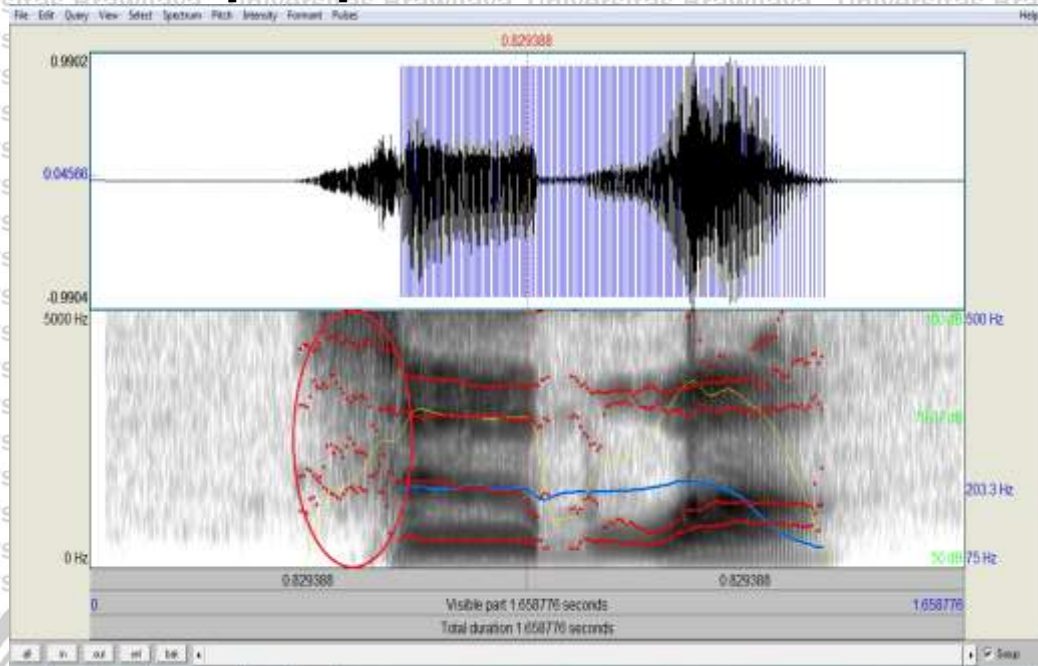 File Edit Query View Select Spectrum Pitch Intensity Formant Pulses Help
0.829388
0.9902
0.04566
-0.9904
5000 Hz
500 Hz
203.3 Hz
0 Hz
50 dB 75 Hz
0.829388 0.829388
0 Visible part 1.658776 seconds 1.658776
Total duration 1.658776 seconds
all in out sel bak